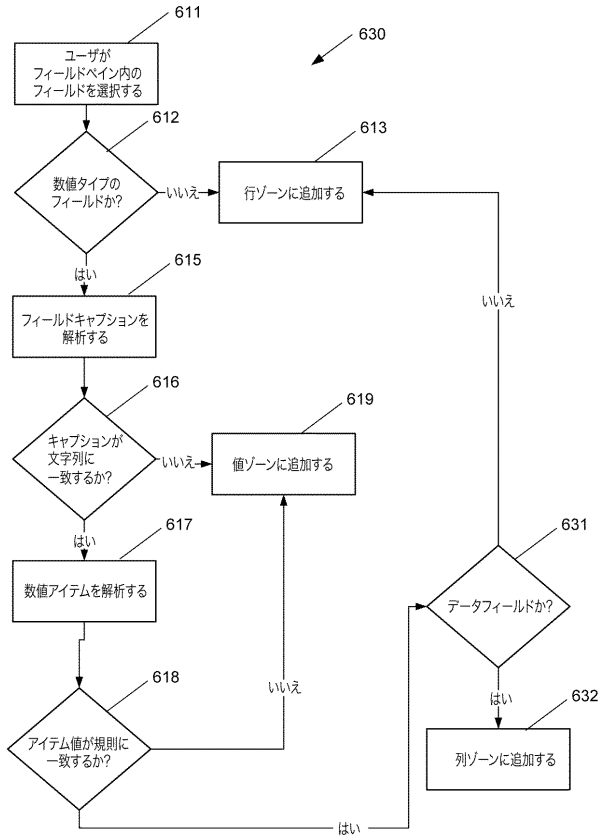 611
630
ユーザが
フィールドペイン内の
フィールドを選択する
612
613
数値タイプの
フィールドか?
いいえ
行ゾーンに追加する
はい
615
フィールドキャプションを
解析する
いいえ
616
619
キャプションが
文字列に
一致するか?
いいえ
値ゾーンに追加する
はい
617
631
数値アイテムを解析する
データフィールドか?
618
いいえ
はい
632
アイテム値が規則に
一致するか?
列ゾーンに追加する
はい